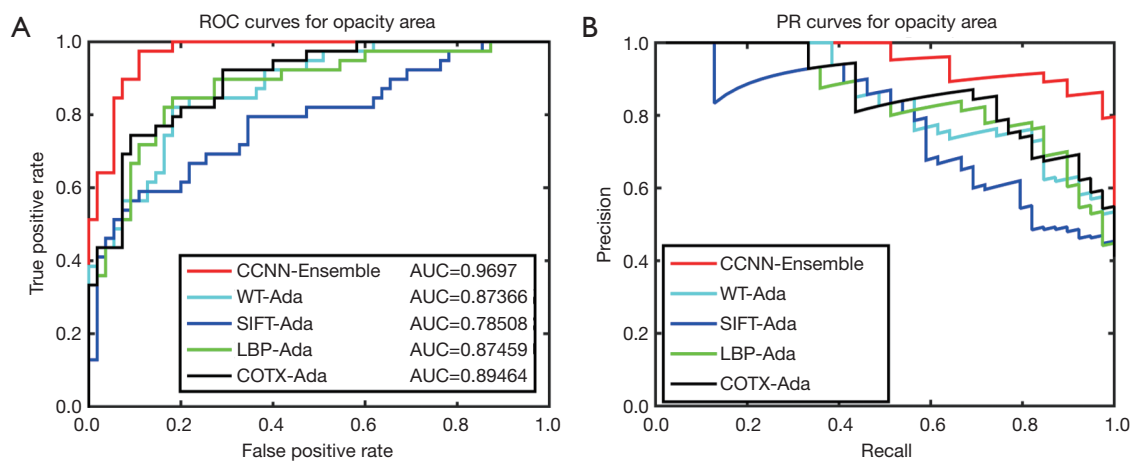 A
ROC curves for opacity area
1.0
0.8
0.6
0.4
0.2
0.0
True positive rate
CCNN-Ensemble AUC=0.9697
WT-Ada AUC=0.87366
SIFT-Ada AUC=0.78508
LBP-Ada AUC=0.87459
COTX-Ada AUC=0.89464
0.0 0.2 0.4 0.6 0.8 1.0
False positive rate
B
PR curves for opacity area
1.0
0.8
0.6
0.4
0.2
0.0
Precision
CCNN-Ensemble
WT-Ada
SIFT-Ada
LBP-Ada
COTX-Ada
0.0 0.2 0.4 0.6 0.8 1.0
Recall